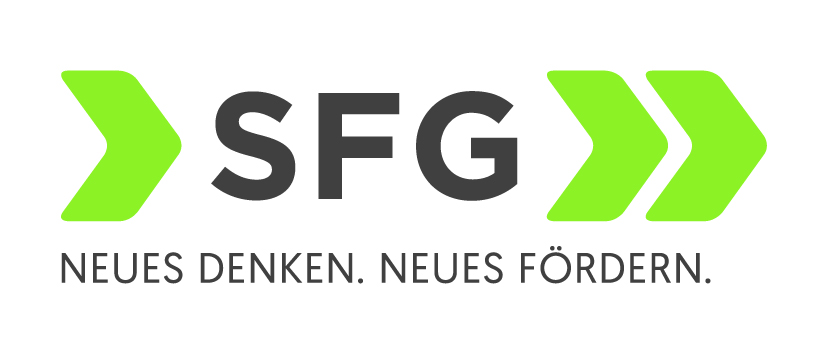 SFG
NEUES DENKEN. NEUES FÖRDERN.